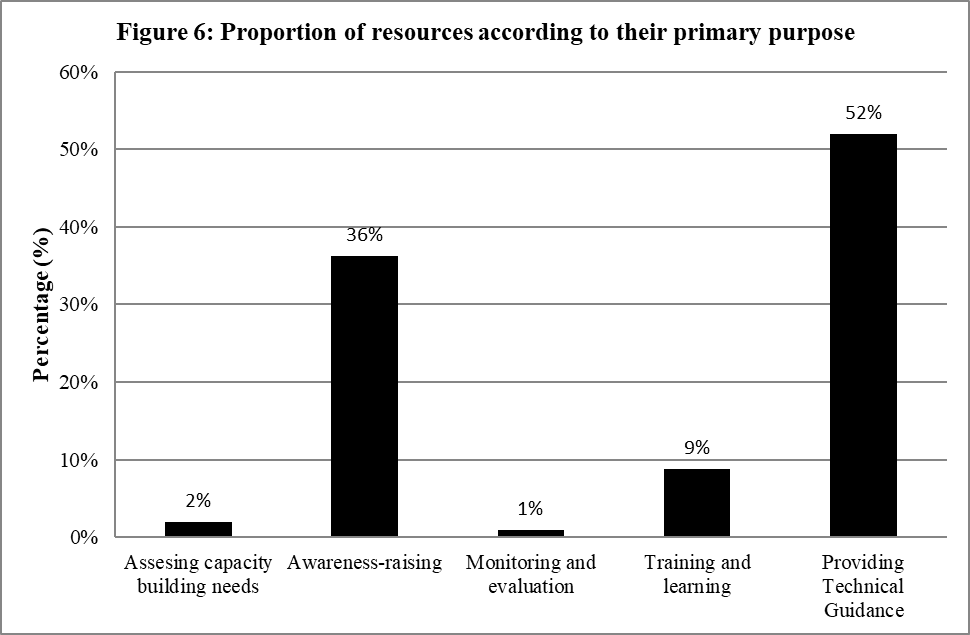 Figure 6: Proportion of resources according to their primary purpose
60%
50%
40%
30%
20%
10%
0%
Percentage (%)
2%
36%
1%
9%
52%
Assesing capacity
building needs
Awareness-raising
Monitoring and
evaluation
Training and
learning
Providing
Technical
Guidance